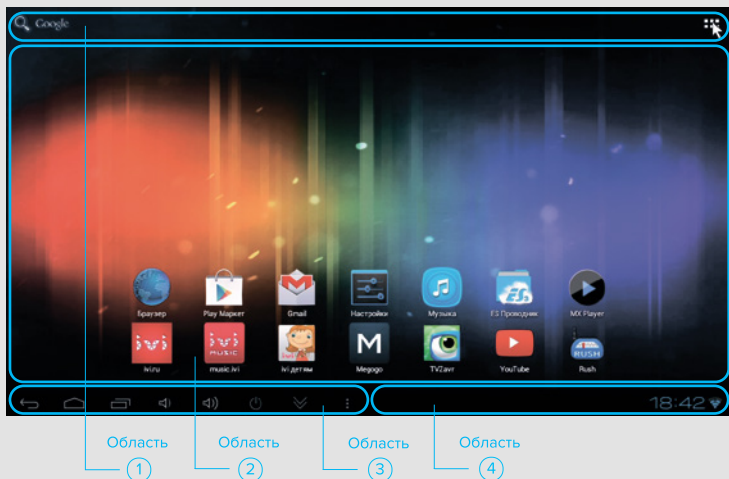 Google
Браузер Play Маркет Gmail Настройки Музыка ES Проводник MX Player
ivi.ru music.ivi ivi детям Megogo TVZavr YouTube Rush
18:42
Область Область Область Область
1 2 3 4